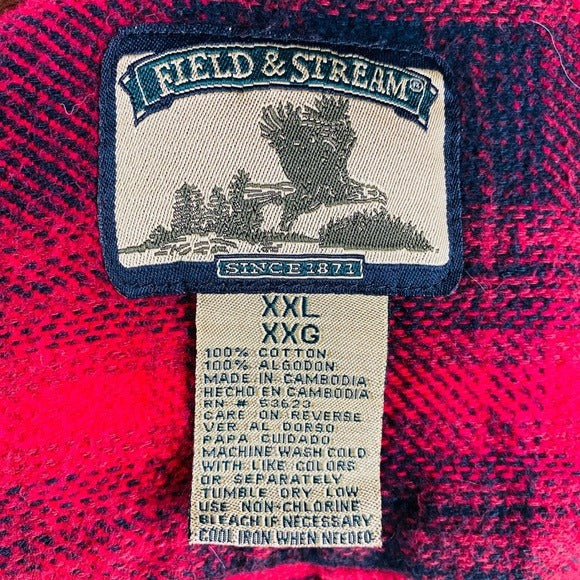 FIELD & STREAM®
SINCE 1871
XXL
XXG
100% COTTON
100% ALGODON
MADE IN CAMBODIA
HECHO EN CAMBODIA
RN # 53623
CARE ON REVERSE
VER AL DORSO
PAPA CUIDADO
MACHINE WASH COLD
WITH LIKE COLORS
OR SEPARATELY
TUMBLE DRY LOW
USE NON-CHLORINE
BLEACH IF NECESSARY
COOL IRON WHEN NEEDED